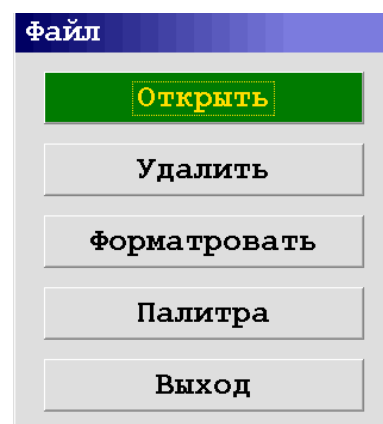 Файл
Открыть
Удалить
Форматровать
Палитра
Выход